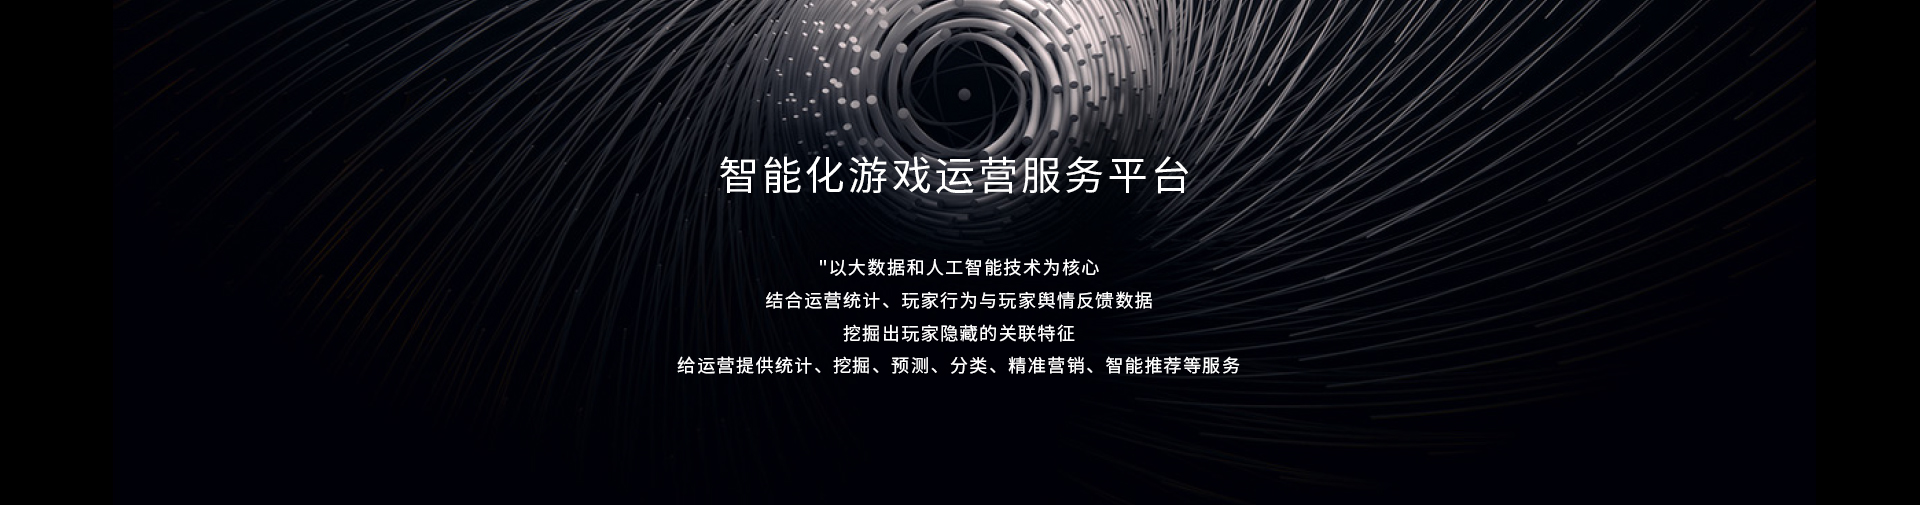 智能化游戏运营服务平台
"以大数据和人工智能技术为核心
结合运营统计、玩家行为与玩家舆情反馈数据
挖掘出玩家隐藏的关联特征
给运营提供统计、挖掘、预测、分类、精准营销、智能推荐等服务